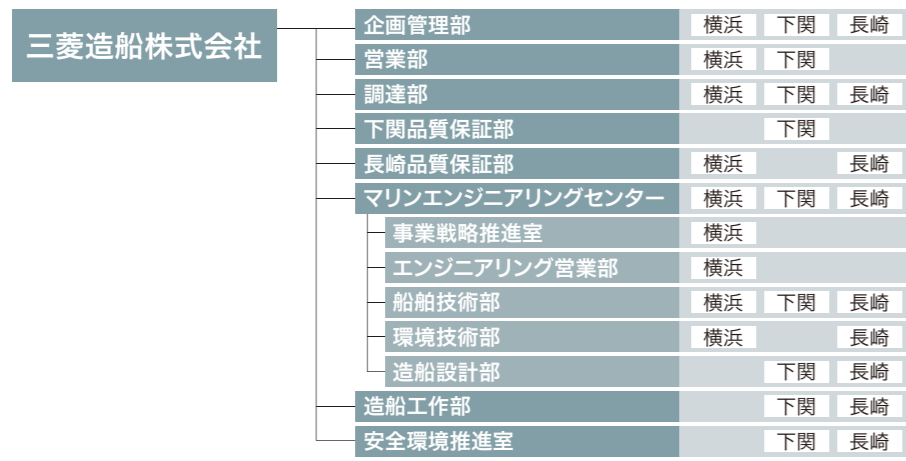 三菱造船株式会社
企画管理部 横浜 下関 長崎
営業部 横浜 下関
調達部 横浜 下関 長崎
下関品質保証部 下関
長崎品質保証部 横浜 長崎
マリンエンジニアリングセンター 横浜 下関 長崎
事業戦略推進室 横浜
エンジニアリング営業部 横浜
船舶技術部 横浜 下関 長崎
環境技術部 横浜 長崎
造船設計部 下関 長崎
造船工作部 下関 長崎
安全環境推進室 下関 長崎